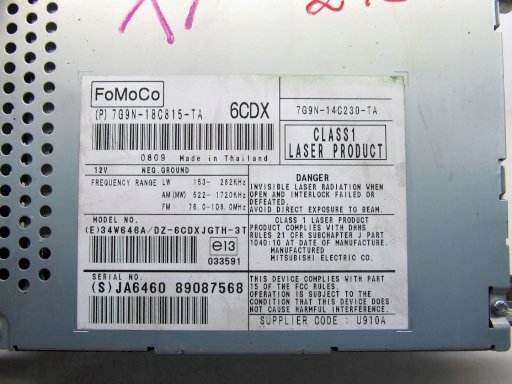 FoMoCo
(P) 7G9N-18C815-TA
6CDX
0809 Made in Thailand
12V NEG.GROUND
FREQUENCY RANGE LW 153- 282KHz
AM(MW) 522-1720KHz
FM 76.0-108.0MHz
MODEL NO.
(E)34W646A/DZ-6CDXJGTH-3T
e13
033591
SERIAL NO.
(S)JA6460 89087568
7G9N-14C230-TA
CLASS1
LASER PRODUCT
DANGER
INVISIBLE LASER RADIATION WHEN
OPEN AND INTERLOCK FAILED OR
DEFEATED.
AVOID DIRECT EXPOSURE TO BEAM.
CLASS 1 LASER PRODUCT
PRODUCT COMPLIES WITH DHHS
RULES 21 CFR SUBCHAPTER J PART
1040:10 AT DATE OF MANUFACTURE.
MANUFACTURED
MITSUBISHI ELECTRIC CO.
THIS DEVICE COMPLIES WITH PART
15 OF THE FCC RULES.
OPERATION IS SUBJECT TO THE
CONDITION THAT THIS DEVICE DOES
NOT CAUSE HARMFUL INTERFERENCE.
SUPPLIER CODE : U910A